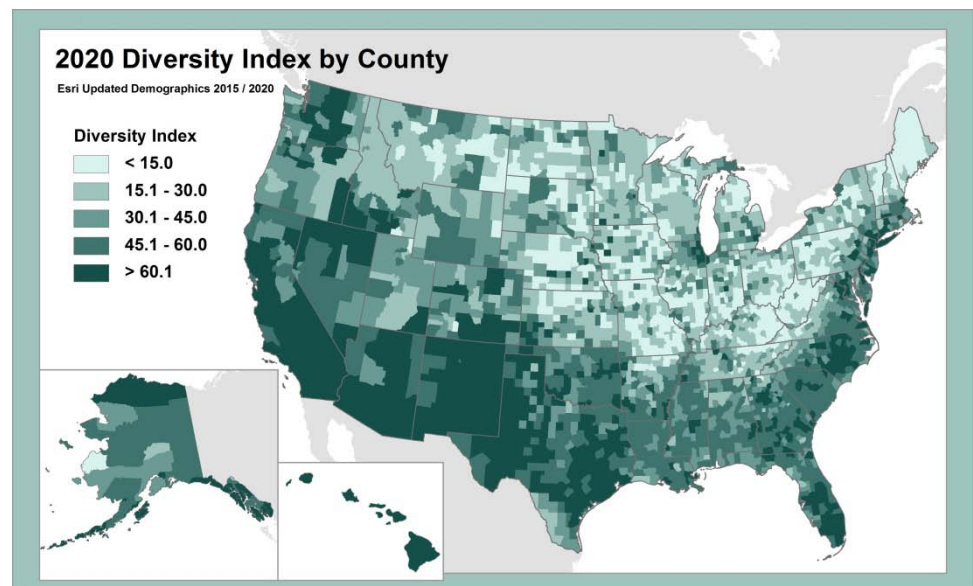 2020 Diversity Index by County
Esri Updated Demographics 2015 / 2020
Diversity Index
< 15.0
15.1 - 30.0
30.1 - 45.0
45.1 - 60.0
> 60.1